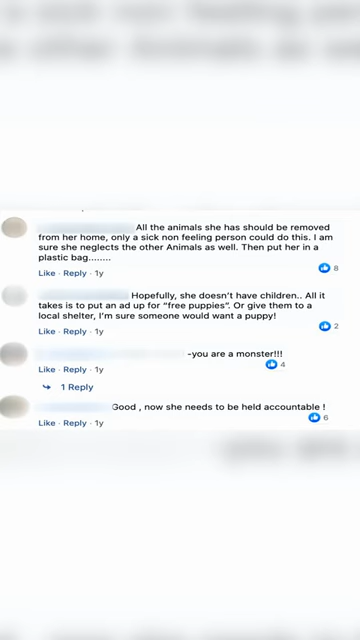 All the animals she has should be removed
from her home, only a sick non feeling person could do this. I am
sure she neglects the other Animals as well. Then put her in a
plastic bag........
Like · Reply · 1y
8
Hopefully, she doesn't have children.. All it
takes is to put an ad up for "free puppies". Or give them to a
local shelter, I'm sure someone would want a puppy!
Like · Reply · 1y
2
-you are a monster!!!
Like · Reply · 1y
4
1 Reply
Good , now she needs to be held accountable !
Like · Reply · 1y
6